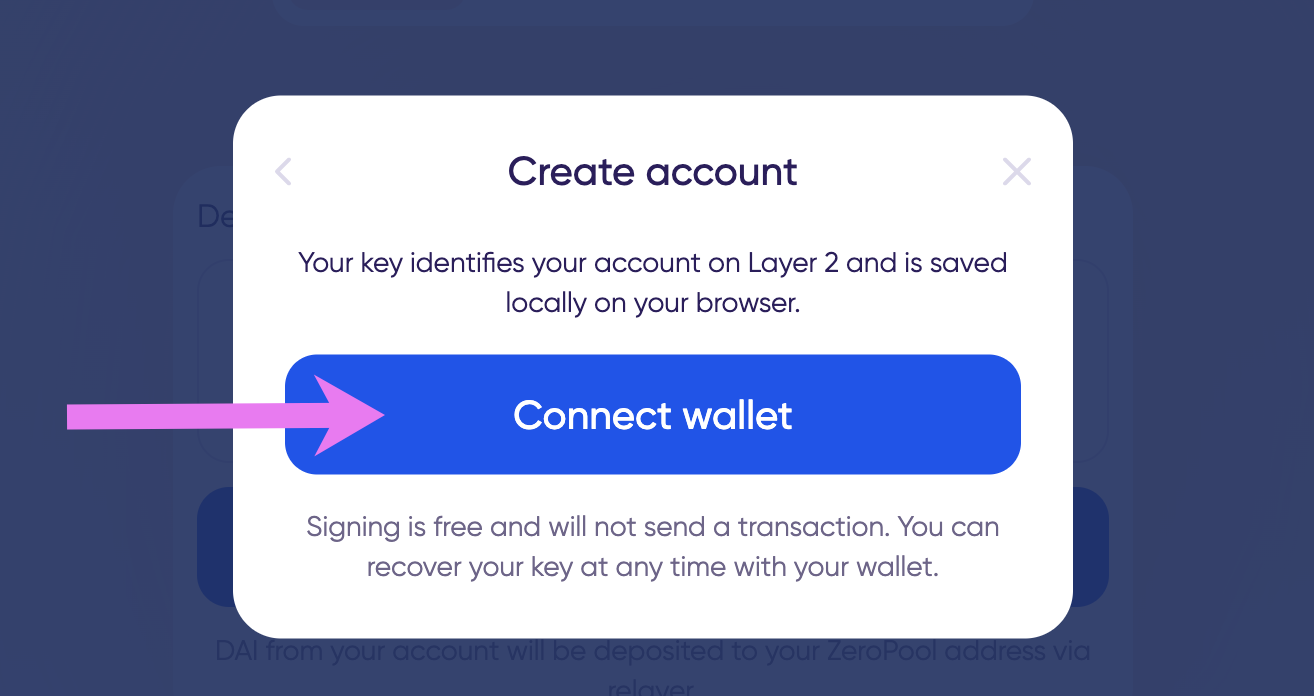 Create account
De
Your key identifies your account on Layer 2 and is saved
locally on your browser.
Connect wallet
Signing is free and will not send a transaction. You can
recover your key at any time with your wallet.
DAI from your account will be deposited to your ZeroPool address via
relayer